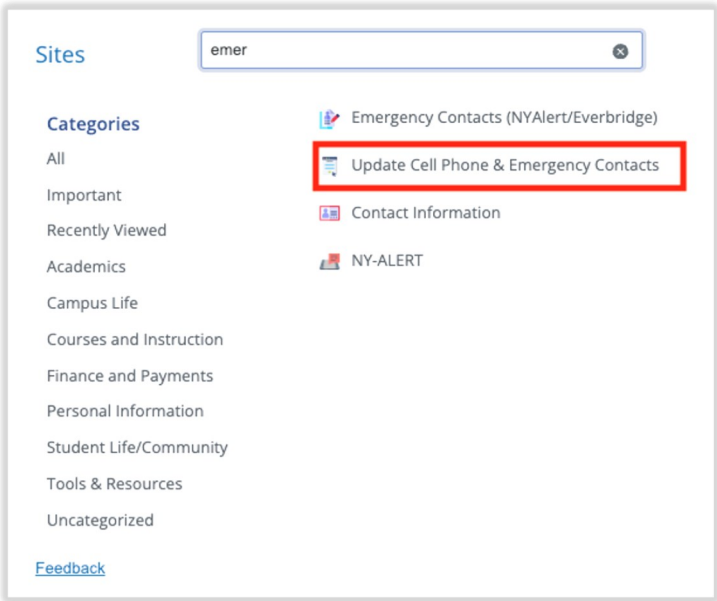 Sites
emer
Categories
All
Important
Recently Viewed
Academics
Campus Life
Courses and Instruction
Finance and Payments
Personal Information
Student Life/Community
Tools & Resources
Uncategorized
Feedback
Emergency Contacts (NYAlert/Everbridge)
Update Cell Phone & Emergency Contacts
Contact Information
NY-ALERT